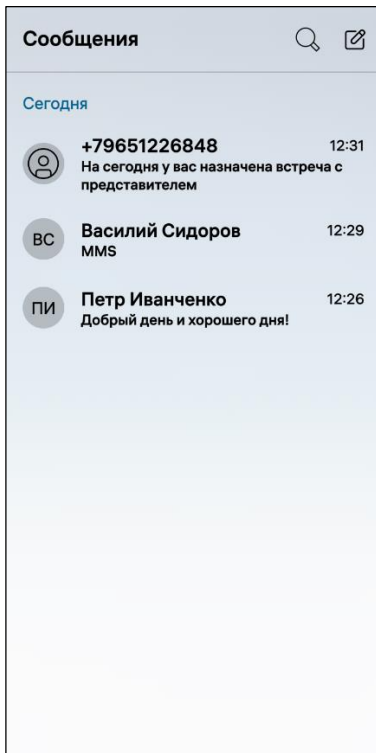 Сообщения
Сегодня
+79651226848 12:31
На сегодня у вас назначена встреча с
представителем
ВС Василий Сидоров 12:29
MMS
ПИ Петр Иванченко 12:26
Добрый день и хорошего дня!